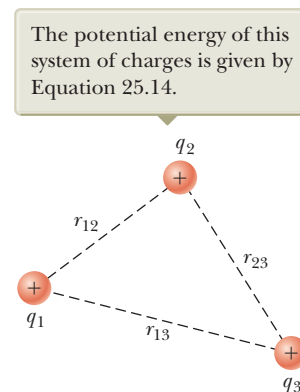 The potential energy of this
system of charges is given by
Equation 25.14.
q2
+
r12
r23
+
q1
r13
+
q3